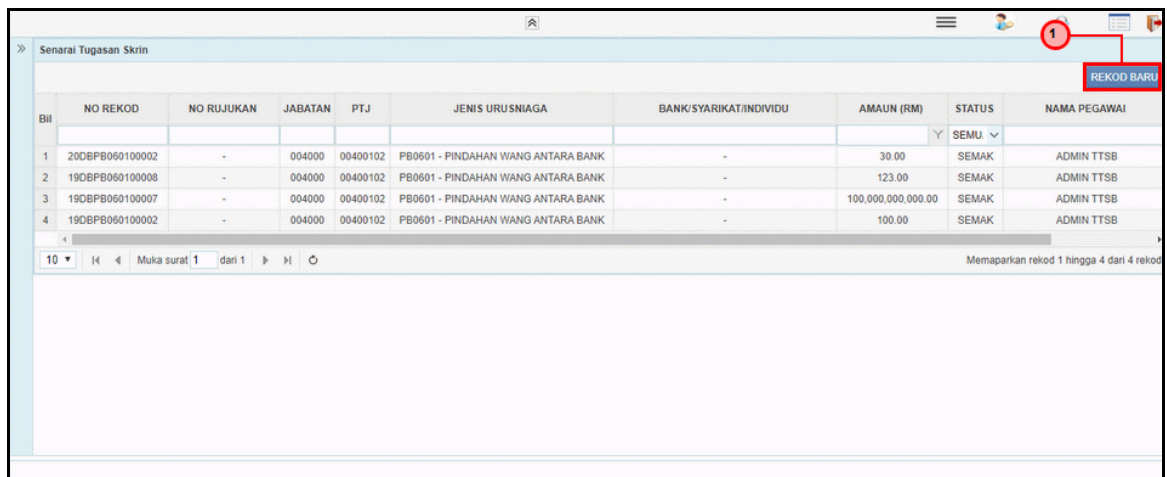 1
Senarai Tugasan Skrin
REKOD BARU
Bil NO REKOD NO RUJUKAN JABATAN PTJ JENIS URUSNIAGA BANK/SYARIKAT/INDIVIDU AMAUN (RM) STATUS NAMA PEGAWAI
SEMU.
1 20DBPB060100002 - 004000 00400102 PB0601 - PINDAHAN WANG ANTARA BANK - 30.00 SEMAK ADMIN TTSB
2 19DBPB060100008 - 004000 00400102 PB0601 - PINDAHAN WANG ANTARA BANK - 123.00 SEMAK ADMIN TTSB
3 19DBPB060100007 - 004000 00400102 PB0601 - PINDAHAN WANG ANTARA BANK - 100,000,000,000.00 SEMAK ADMIN TTSB
4 19DBPB060100002 - 004000 00400102 PB0601 - PINDAHAN WANG ANTARA BANK - 100.00 SEMAK ADMIN TTSB
10 Muka surat 1 dari 1 Memaparkan rekod 1 hingga 4 dari 4 rekod